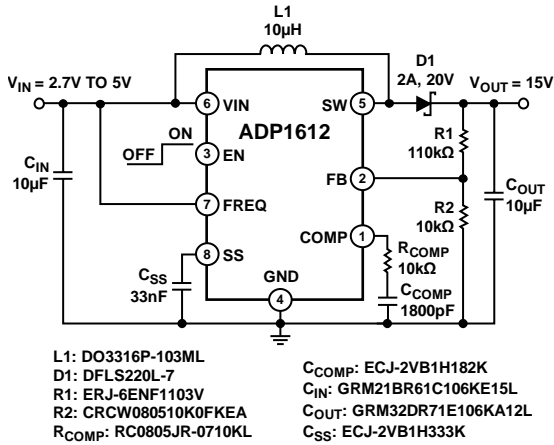 L1
10µH
D1
2A, 20V
V_IN = 2.7V TO 5V
V_OUT = 15V
6 VIN
SW 5
ADP1612
ON
OFF
3 EN
R1
110kΩ
C_IN
10µF
FB 2
C_OUT
10µF
7 FREQ
R2
10kΩ
COMP 1
8 SS
R_COMP
10kΩ
C_SS
33nF
GND
4
C_COMP
1800pF
L1: DO3316P-103ML
D1: DFLS220L-7
R1: ERJ-6ENF1103V
R2: CRCW080510K0FKEA
R_COMP: RC0805JR-0710KL
C_COMP: ECJ-2VB1H182K
C_IN: GRM21BR61C106KE15L
C_OUT: GRM32DR71E106KA12L
C_SS: ECJ-2VB1H333K